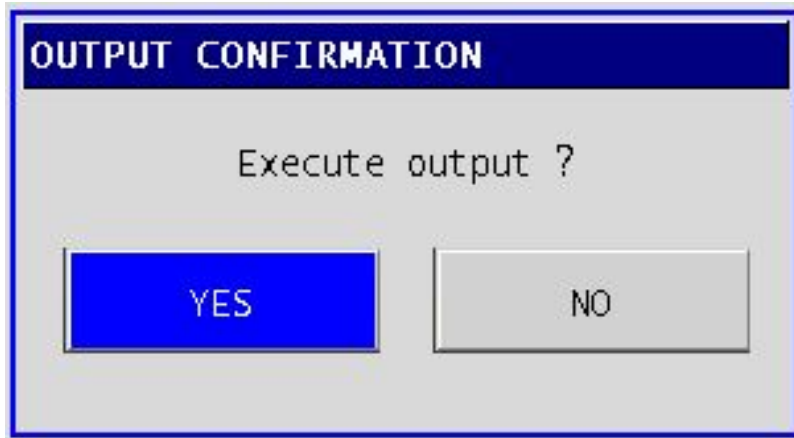 OUTPUT CONFIRMATION
Execute output ?
YES NO